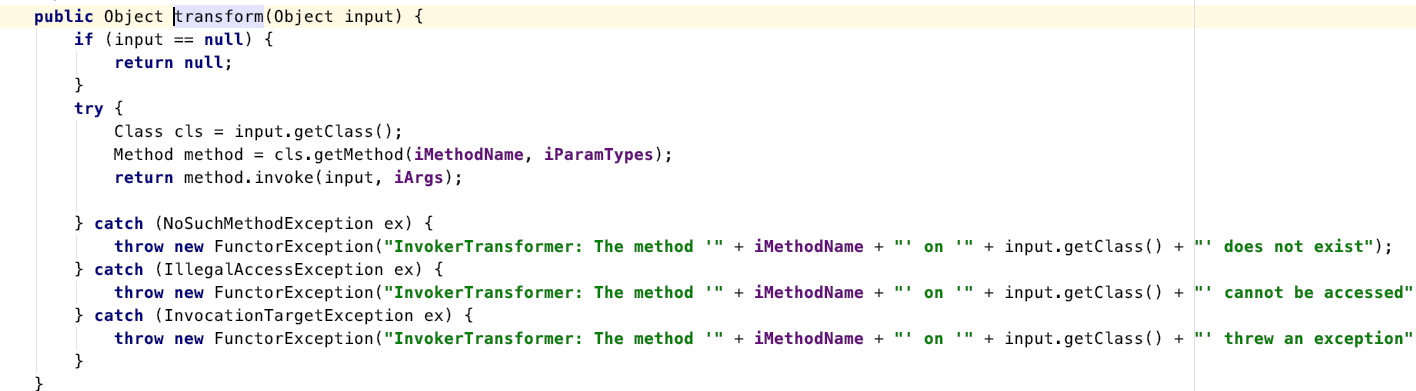 public Object transform(Object input) {
    if (input == null) {
        return null;
    }
    try {
        Class cls = input.getClass();
        Method method = cls.getMethod(iMethodName, iParamTypes);
        return method.invoke(input, iArgs);

    } catch (NoSuchMethodException ex) {
        throw new FunctorException("InvokerTransformer: The method '" + iMethodName + "' on '" + input.getClass() + "' does not exist");
    } catch (IllegalAccessException ex) {
        throw new FunctorException("InvokerTransformer: The method '" + iMethodName + "' on '" + input.getClass() + "' cannot be accessed"
    } catch (InvocationTargetException ex) {
        throw new FunctorException("InvokerTransformer: The method '" + iMethodName + "' on '" + input.getClass() + "' threw an exception"
    }
}